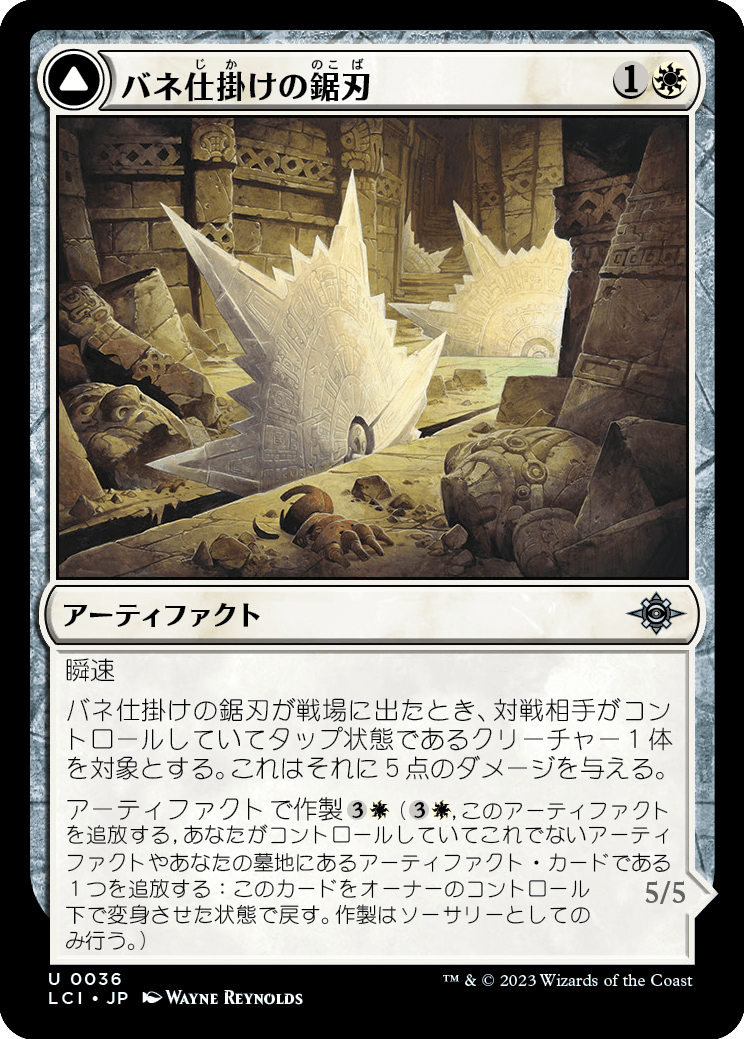 バネ仕掛けの鋸刃
じか
のこば
1
アーティファクト
瞬速
バネ仕掛けの鋸刃が戦場に出たとき、対戦相手がコン
トロールしていてタップ状態であるクリーチャー1体
を対象とする。これはそれに5点のダメージを与える。
アーティファクトで作製3(3,このアーティファクト
を追放する,あなたがコントロールしていてこれでないアーティ
ファクトやあなたの墓地にあるアーティファクト・カードである
1つを追放する:このカードをオーナーのコントロール
下で変身させた状態で戻す。作製はソーサリーとしての
み行う。)
5/5
U 0036
LCI • JP Wayne Reynolds
™ & © 2023 Wizards of the Coast